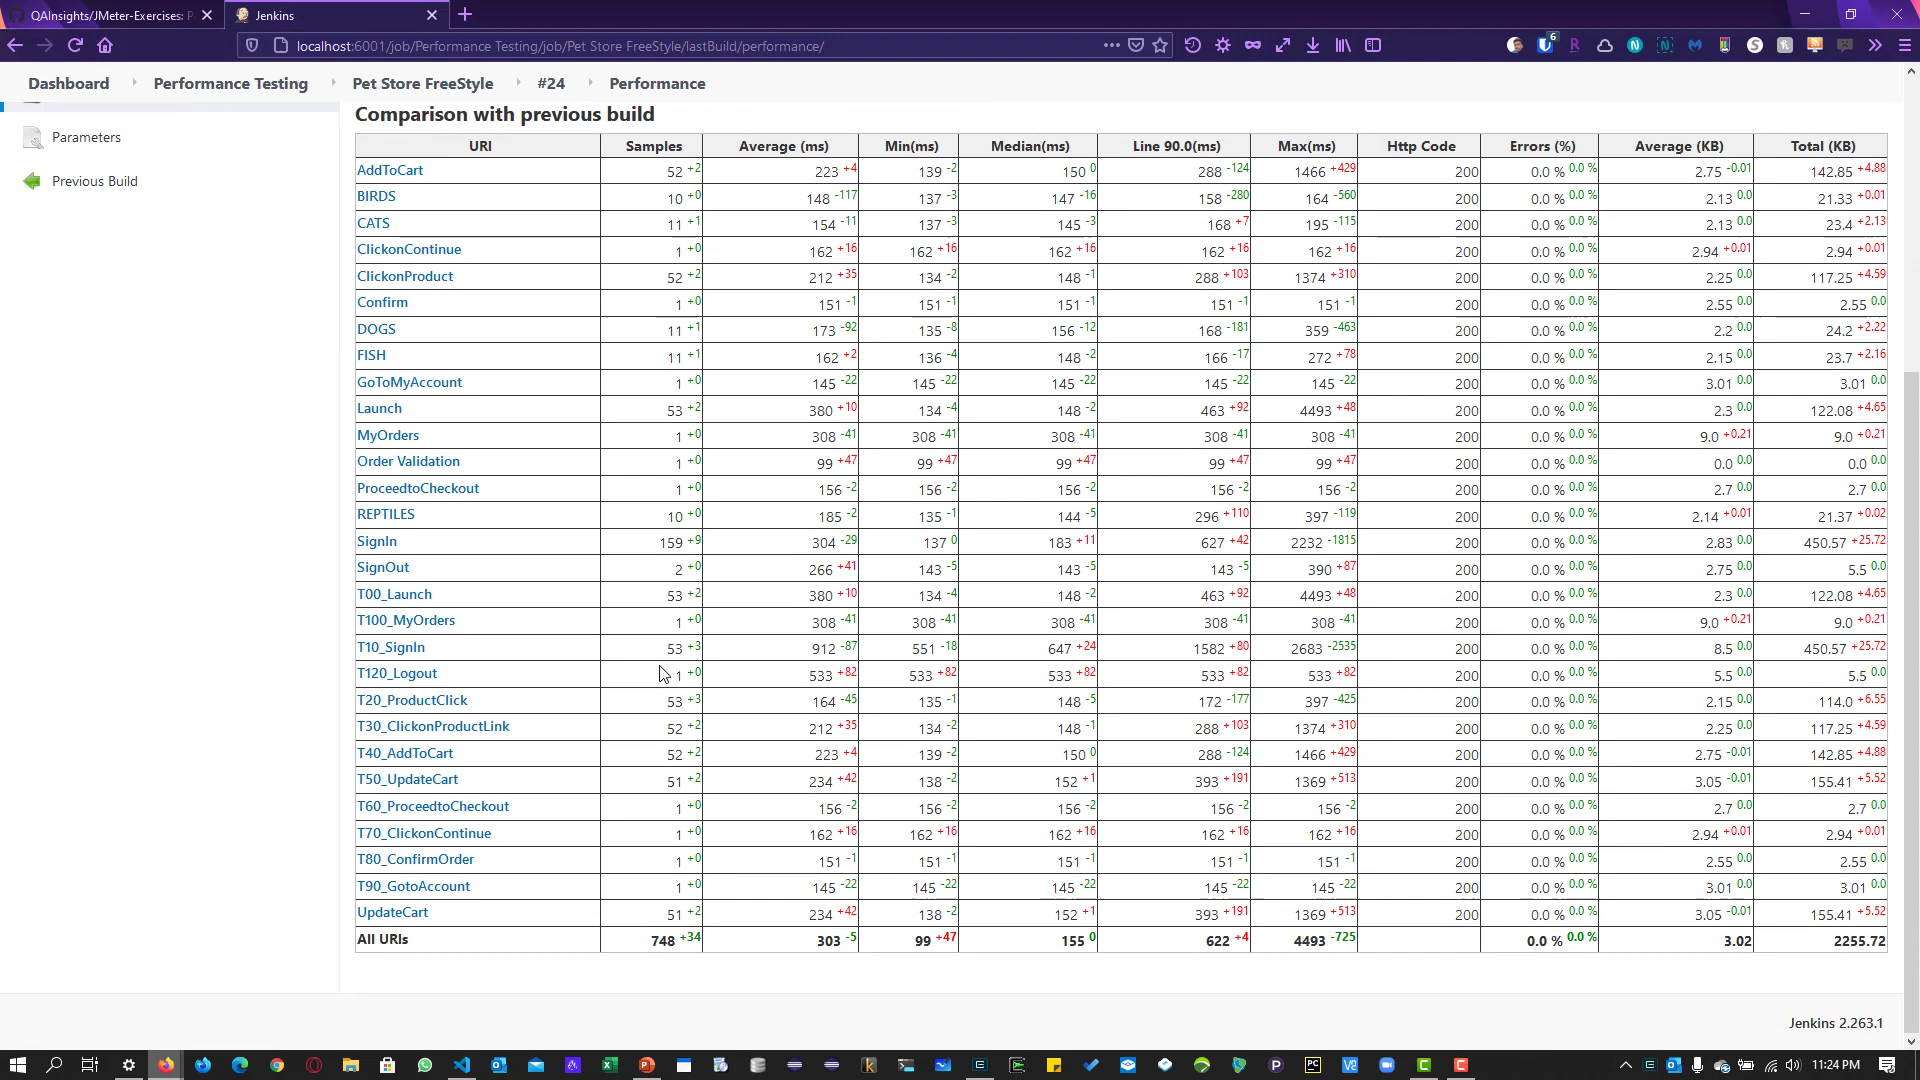 QAInsights/JMeter-Exercises: P
Jenkins
localhost:6001/job/Performance Testing/job/Pet Store FreeStyle/lastBuild/performance/
Dashboard Performance Testing Pet Store FreeStyle #24 Performance
Parameters
Previous Build
Comparison with previous build
URI Samples Average (ms) Min(ms) Median(ms) Line 90.0(ms) Max(ms) Http Code Errors (%) Average (KB) Total (KB)
AddToCart 52 +2 223 +4 139 -2 150 0 288 -124 1466 +429 200 0.0 % 0.0 % 2.75 -0.01 142.85 +4.88
BIRDS 10 +0 148 -117 137 -3 147 -16 158 -280 164 -560 200 0.0 % 0.0 % 2.13 0.0 21.33 +0.01
CATS 11 +1 154 -11 137 -3 145 -3 168 +7 195 -115 200 0.0 % 0.0 % 2.13 0.0 23.4 +2.13
ClickonContinue 1 +0 162 +16 162 +16 162 +16 162 +16 162 +16 200 0.0 % 0.0 % 2.94 +0.01 2.94 +0.01
ClickonProduct 52 +2 212 +35 134 -2 148 -1 288 +103 1374 +310 200 0.0 % 0.0 % 2.25 0.0 117.25 +4.59
Confirm 1 +0 151 -1 151 -1 151 -1 151 -1 151 -1 200 0.0 % 0.0 % 2.55 0.0 2.55 0.0
DOGS 11 +1 173 -92 135 -8 156 -12 168 -181 359 -463 200 0.0 % 0.0 % 2.2 0.0 24.2 +2.22
FISH 11 +1 162 +2 136 -4 148 -2 166 -17 272 +78 200 0.0 % 0.0 % 2.15 0.0 23.7 +2.16
GoToMyAccount 1 +0 145 -22 145 -22 145 -22 145 -22 145 -22 200 0.0 % 0.0 % 3.01 0.0 3.01 0.0
Launch 53 +2 380 +10 134 -4 148 -2 463 +92 4493 +48 200 0.0 % 0.0 % 2.3 0.0 122.08 +4.65
MyOrders 1 +0 308 -41 308 -41 308 -41 308 -41 308 -41 200 0.0 % 0.0 % 9.0 +0.21 9.0 +0.21
Order Validation 1 +0 99 +47 99 +47 99 +47 99 +47 99 +47 200 0.0 % 0.0 % 0.0 0.0 0.0 0.0
ProceedtoCheckout 1 +0 156 -2 156 -2 156 -2 156 -2 156 -2 200 0.0 % 0.0 % 2.7 0.0 2.7 0.0
REPTILES 10 +0 185 -2 135 -1 144 -5 296 +110 397 -119 200 0.0 % 0.0 % 2.14 +0.01 21.37 +0.02
SignIn 159 +9 304 -29 137 0 183 +11 627 +42 2232 -1815 200 0.0 % 0.0 % 2.83 0.0 450.57 +25.72
SignOut 2 +0 266 +41 143 -5 143 -5 143 -5 390 +87 200 0.0 % 0.0 % 2.75 0.0 5.5 0.0
T00_Launch 53 +2 380 +10 134 -4 148 -2 463 +92 4493 +48 200 0.0 % 0.0 % 2.3 0.0 122.08 +4.65
T100_MyOrders 1 +0 308 -41 308 -41 308 -41 308 -41 308 -41 200 0.0 % 0.0 % 9.0 +0.21 9.0 +0.21
T10_SignIn 53 +3 912 -87 551 -18 647 +24 1582 +80 2683 -2535 200 0.0 % 0.0 % 8.5 0.0 450.57 +25.72
T120_Logout 1 +0 533 +82 533 +82 533 +82 533 +82 533 +82 200 0.0 % 0.0 % 5.5 0.0 5.5 0.0
T20_ProductClick 53 +3 164 -45 135 -1 148 -5 172 -177 397 -425 200 0.0 % 0.0 % 2.15 0.0 114.0 +6.55
T30_ClickonProductLink 52 +2 212 +35 134 -2 148 -1 288 +103 1374 +310 200 0.0 % 0.0 % 2.25 0.0 117.25 +4.59
T40_AddToCart 52 +2 223 +4 139 -2 150 0 288 -124 1466 +429 200 0.0 % 0.0 % 2.75 -0.01 142.85 +4.88
T50_UpdateCart 51 +2 234 +42 138 -2 152 +1 393 +191 1369 +513 200 0.0 % 0.0 % 3.05 -0.01 155.41 +5.52
T60_ProceedtoCheckout 1 +0 156 -2 156 -2 156 -2 156 -2 156 -2 200 0.0 % 0.0 % 2.7 0.0 2.7 0.0
T70_ClickonContinue 1 +0 162 +16 162 +16 162 +16 162 +16 162 +16 200 0.0 % 0.0 % 2.94 +0.01 2.94 +0.01
T80_ConfirmOrder 1 +0 151 -1 151 -1 151 -1 151 -1 151 -1 200 0.0 % 0.0 % 2.55 0.0 2.55 0.0
T90_GotoAccount 1 +0 145 -22 145 -22 145 -22 145 -22 145 -22 200 0.0 % 0.0 % 3.01 0.0 3.01 0.0
UpdateCart 51 +2 234 +42 138 -2 152 +1 393 +191 1369 +513 200 0.0 % 0.0 % 3.05 -0.01 155.41 +5.52
All URIs 748 +34 303 -5 99 +47 155 0 622 +4 4493 -725 0.0 % 0.0 % 3.02 2255.72
Jenkins 2.263.1
11:24 PM